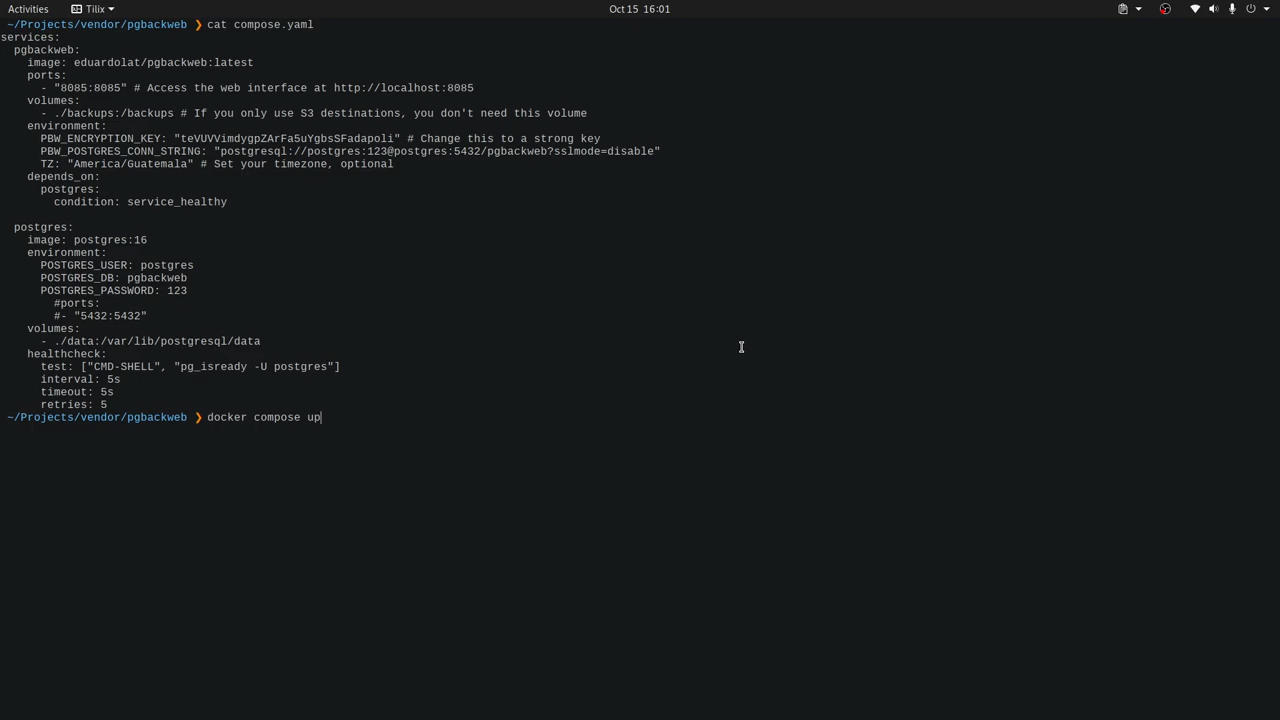 Activities Tilix Oct 15 16:01
~/Projects/vendor/pgbackweb ❯ cat compose.yaml
services:
  pgbackweb:
    image: eduardolat/pgbackweb:latest
    ports:
      - "8085:8085" # Access the web interface at http://localhost:8085
    volumes:
      - ./backups:/backups # If you only use S3 destinations, you don't need this volume
    environment:
      PBW_ENCRYPTION_KEY: "teVUVVimdygpZArFa5uYgbsSFadapoli" # Change this to a strong key
      PBW_POSTGRES_CONN_STRING: "postgresql://postgres:123@postgres:5432/pgbackweb?sslmode=disable"
      TZ: "America/Guatemala" # Set your timezone, optional
    depends_on:
      postgres:
        condition: service_healthy

  postgres:
    image: postgres:16
    environment:
      POSTGRES_USER: postgres
      POSTGRES_DB: pgbackweb
      POSTGRES_PASSWORD: 123
        #ports:
        #- "5432:5432"
    volumes:
      - ./data:/var/lib/postgresql/data
    healthcheck:
      test: ["CMD-SHELL", "pg_isready -U postgres"]
      interval: 5s
      timeout: 5s
      retries: 5
~/Projects/vendor/pgbackweb ❯ docker compose up